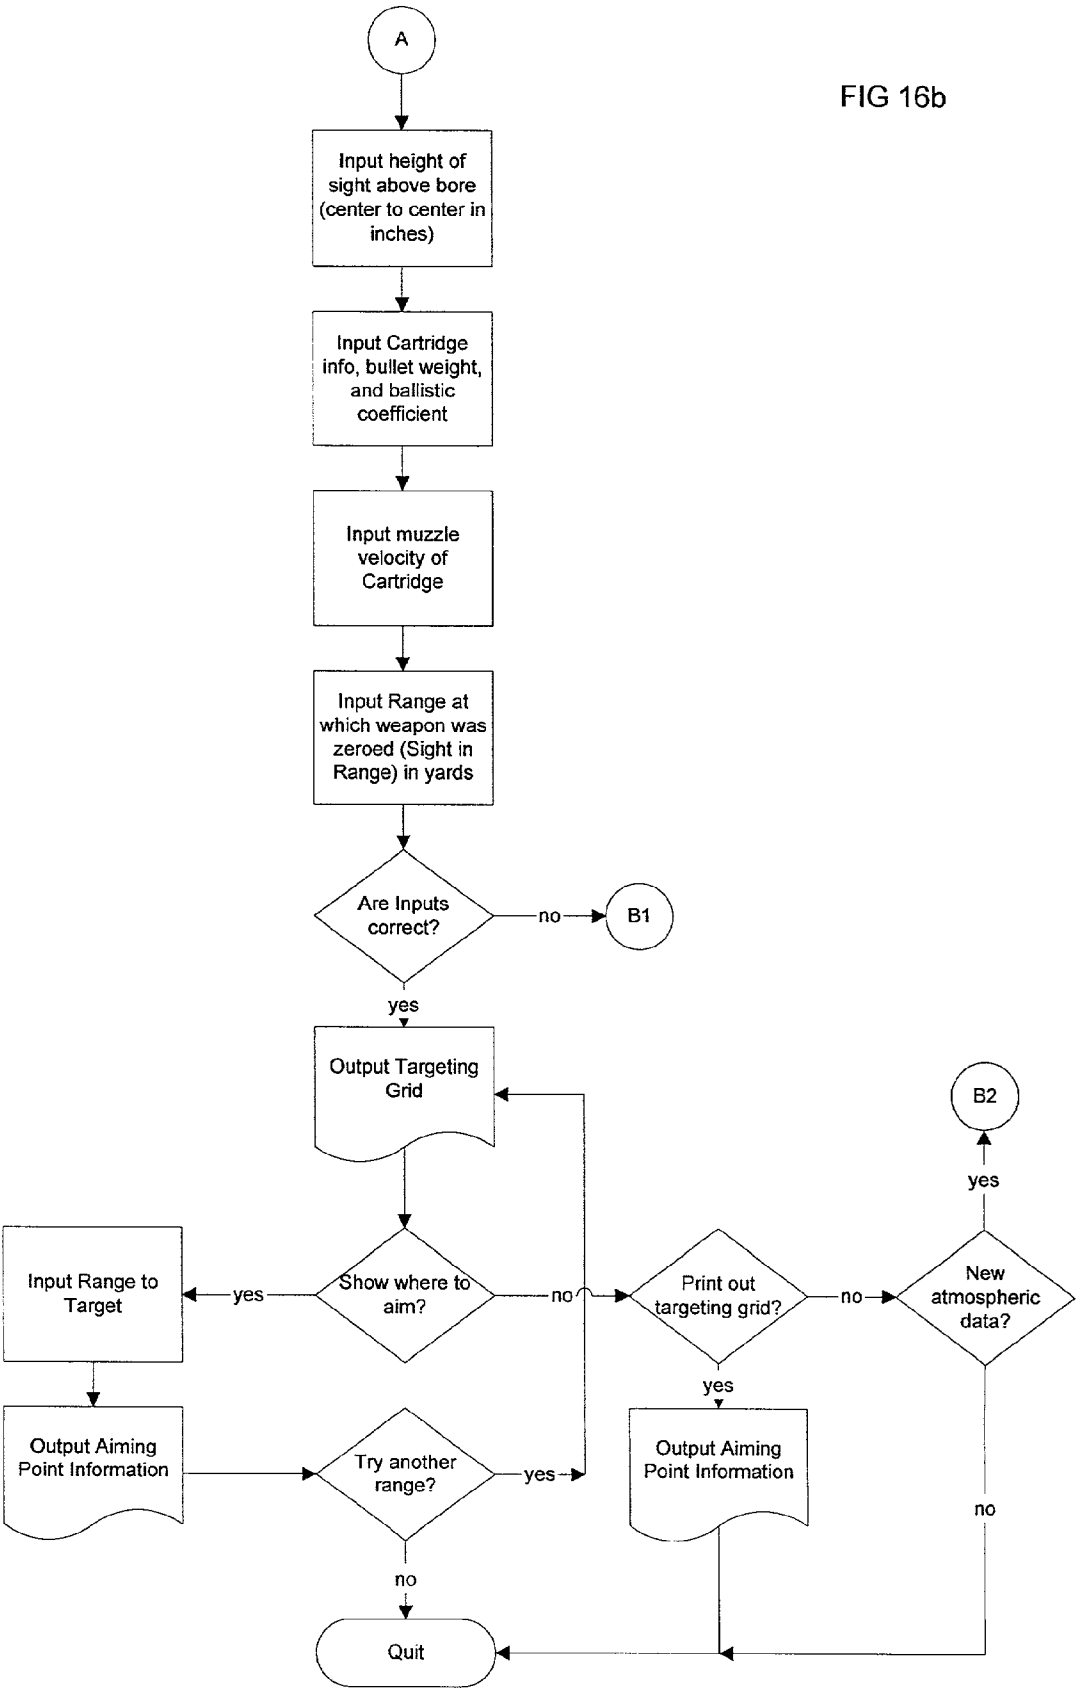 A
FIG 16b
Input height of
sight above bore
(center to center in
inches)
Input Cartridge
info, bullet weight,
and ballistic
coefficient
Input muzzle
velocity of
Cartridge
Input Range at
which weapon was
zeroed (Sight in
Range) in yards
Are Inputs
correct?
no
B1
yes
Output Targeting
Grid
B2
yes
Input Range to
Target
yes
Show where to
aim?
no
Print out
targeting grid?
no
New
atmospheric
data?
yes
Output Aiming
Point Information
Try another
range?
yes
Output Aiming
Point Information
no
no
Quit